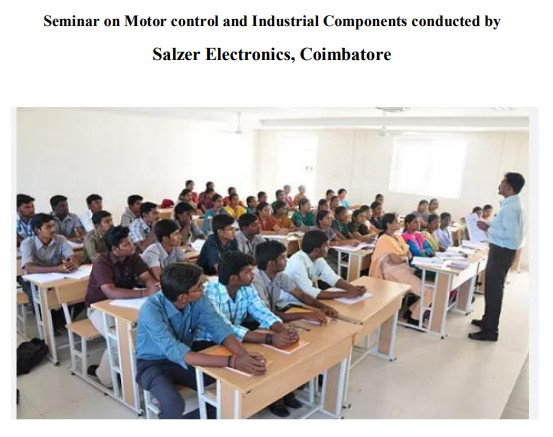 Seminar on Motor control and Industrial Components conducted by
Salzer Electronics, Coimbatore